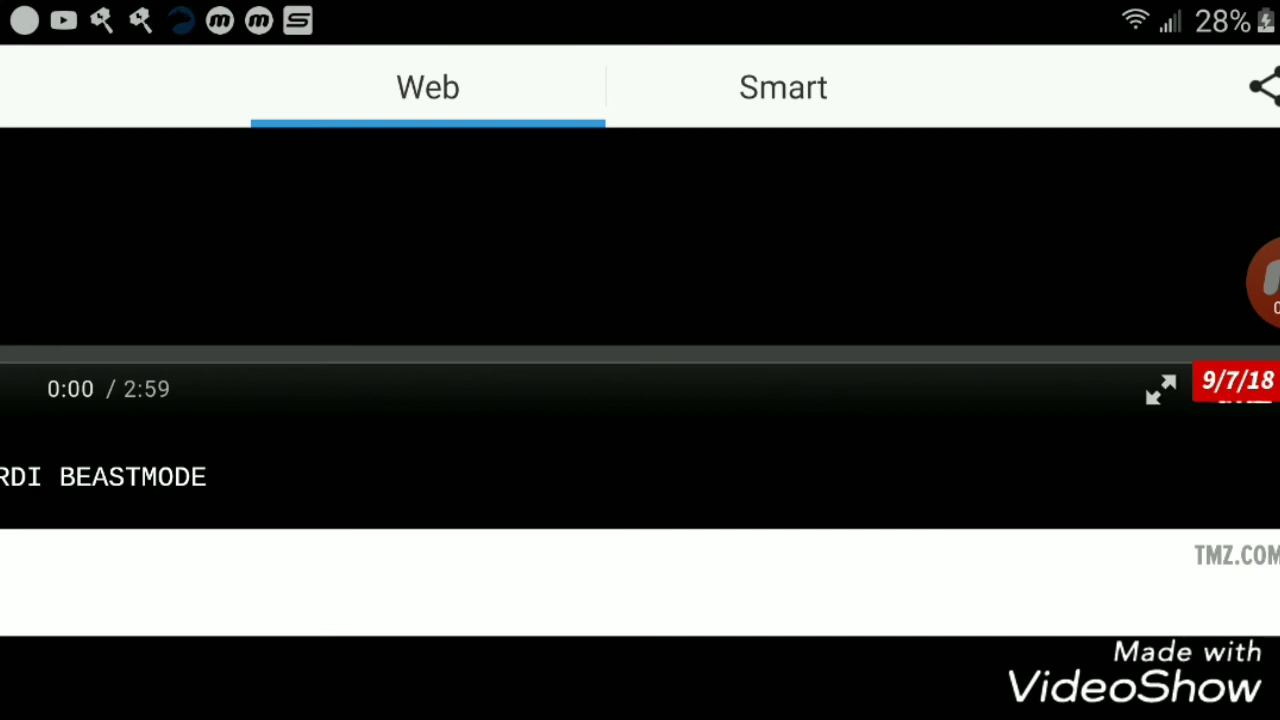 28%
Web
Smart
0:00 / 2:59
9/7/18
RDI BEASTMODE
TMZ.COM
Made with
VideoShow